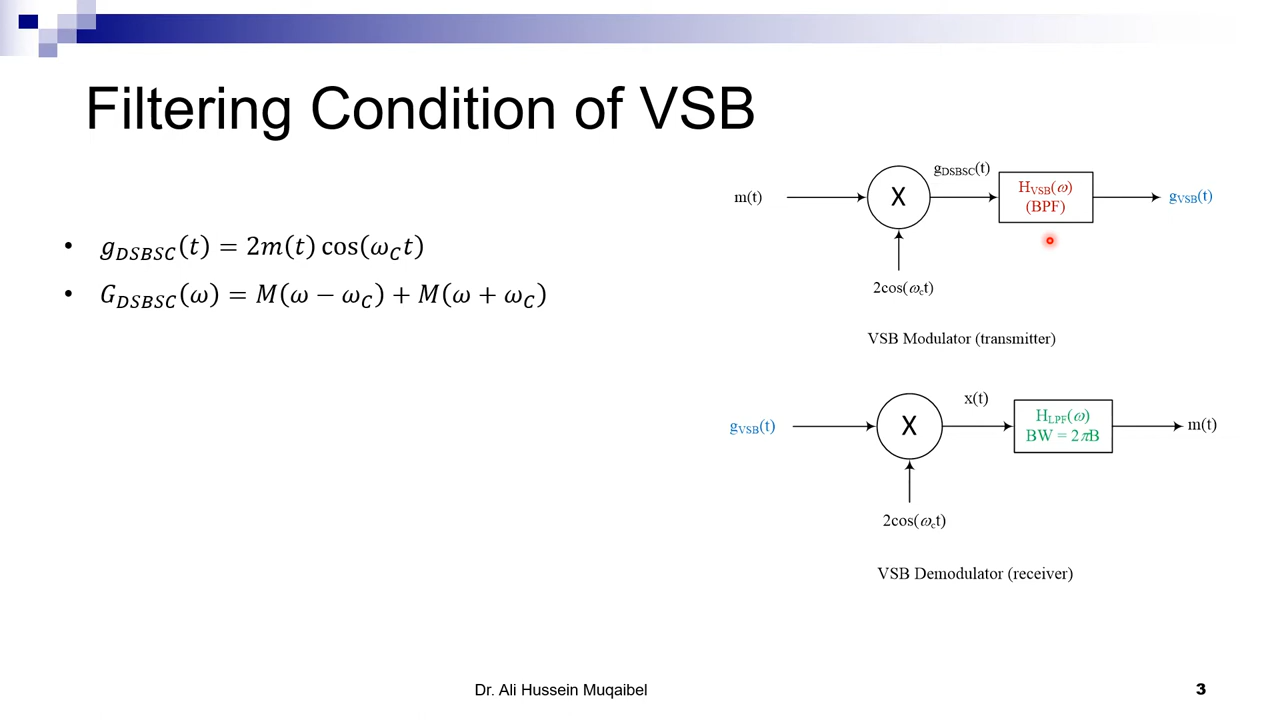 Filtering Condition of VSB
• g_DSBSC(t) = 2m(t) cos(ω_C t)
• G_DSBSC(ω) = M(ω − ω_C) + M(ω + ω_C)
m(t)
X
g_DSBSC(t)
H_VSB(ω)
(BPF)
g_VSB(t)
2cos(ω_c t)
VSB Modulator (transmitter)
g_VSB(t)
X
x(t)
H_LPF(ω)
BW = 2πB
m(t)
2cos(ω_c t)
VSB Demodulator (receiver)
Dr. Ali Hussein Muqaibel
3